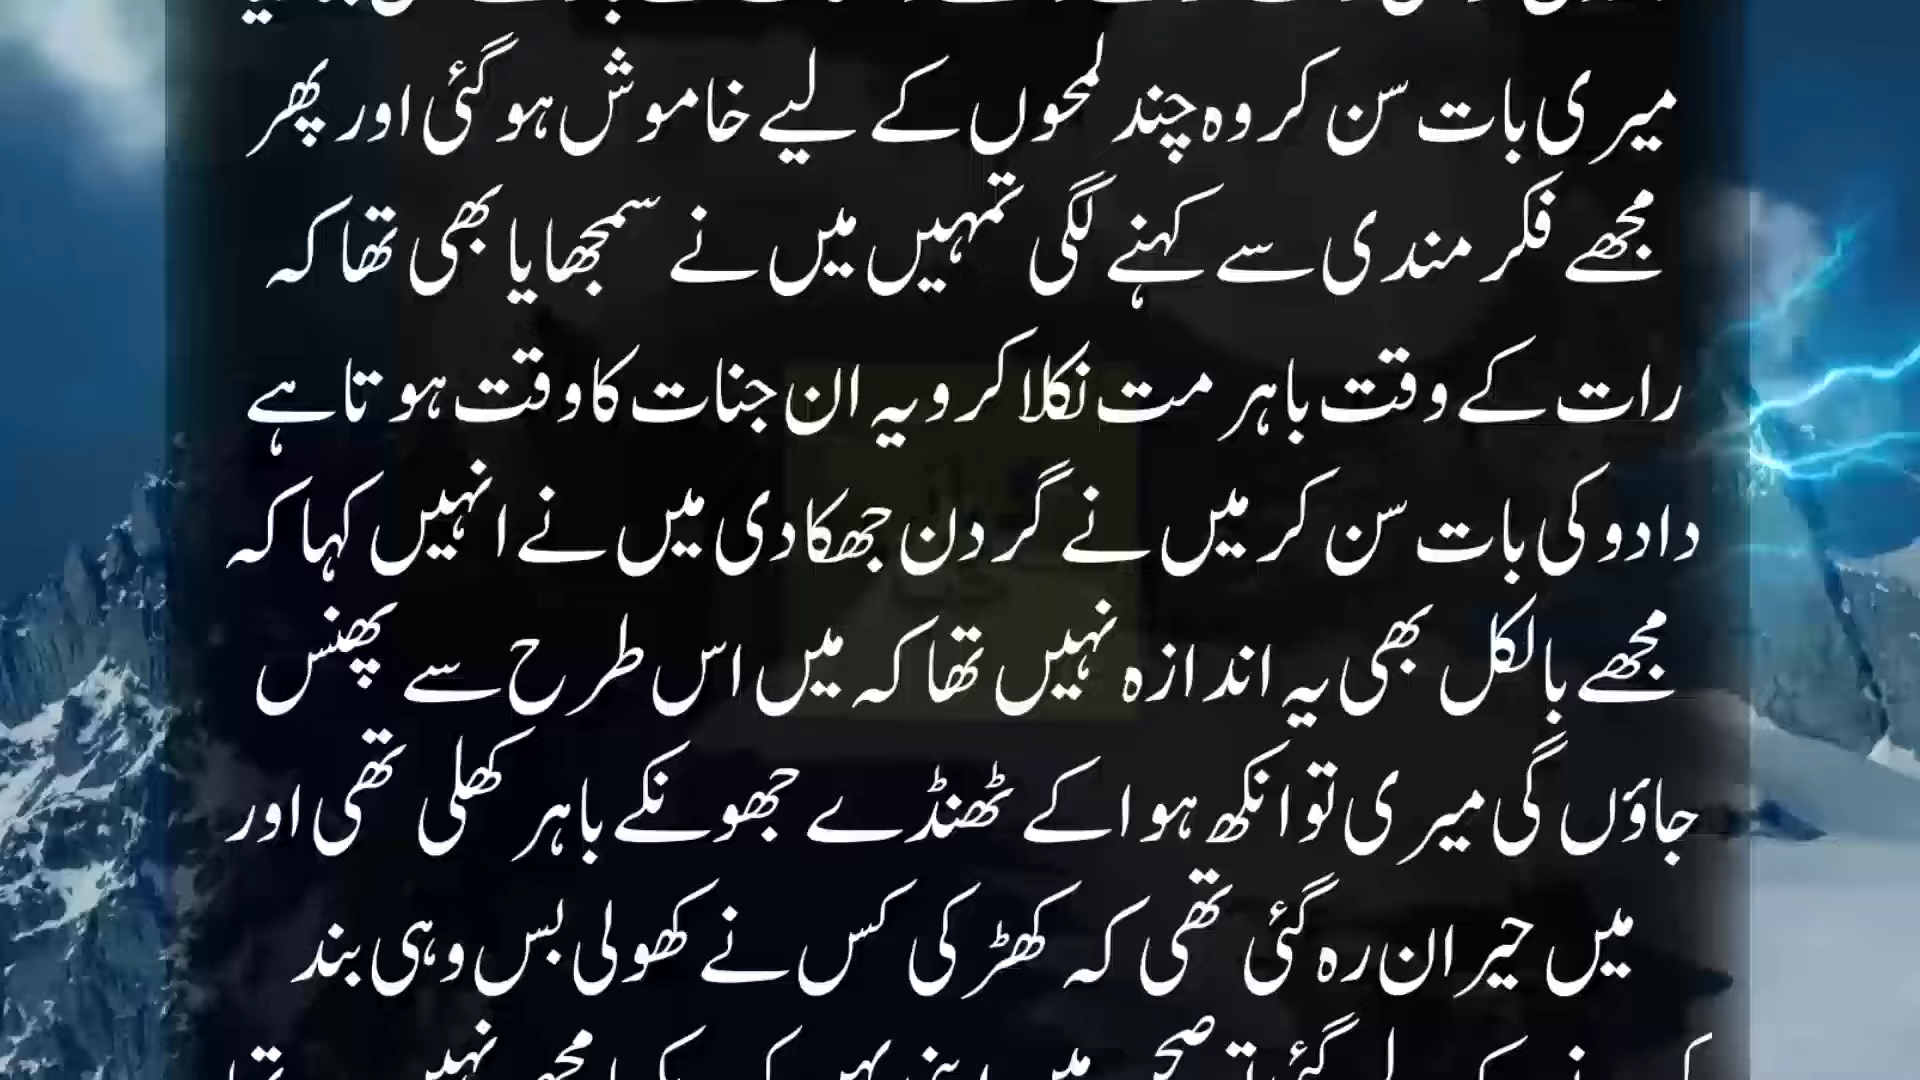 میری بات سن کر وہ چند لمحوں کے لیے خاموش ہو گئی اور پھر
مجھے فکر مندی سے کہنے لگی تمہیں میں نے سمجھایا بھی تھا کہ
رات کے وقت باہر مت نکلا کرو یہ ان جنات کا وقت ہوتا ہے
دادو کی بات سن کر میں نے گردن جھکا دی میں نے انہیں کہا کہ
مجھے بالکل بھی یہ اندازہ نہیں تھا کہ میں اس طرح سے پھنس
جاؤں گی میری تو انکھ ہوا کے ٹھنڈے جھونکے باہر کھلی تھی اور
میں حیران رہ گئی تھی کہ کھڑکی کس نے کھولی بس وہی بند